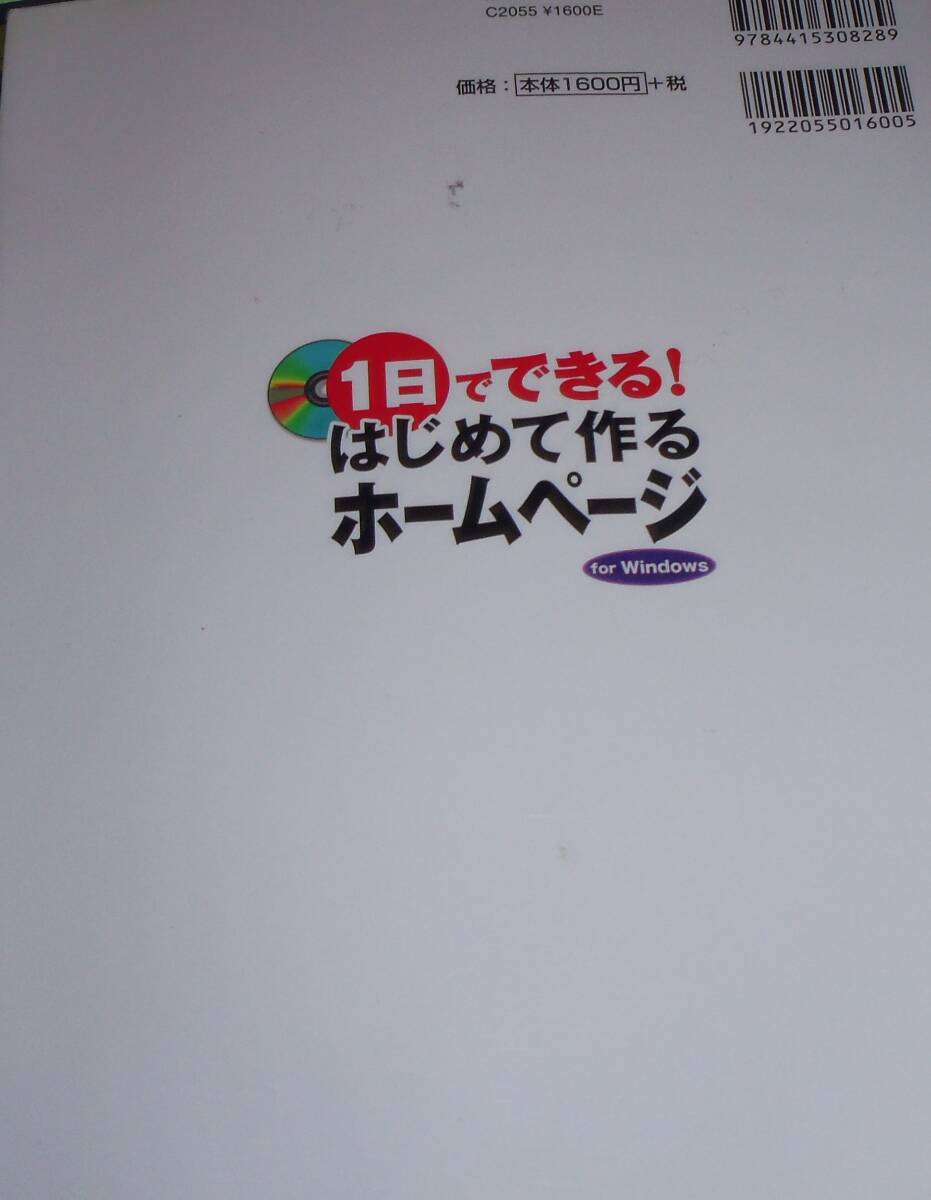 C2055 ¥1600E
9784415308289
価格：本体1600円+税
1922055016005
1日でできる！
はじめて作る
ホームページ
for Windows